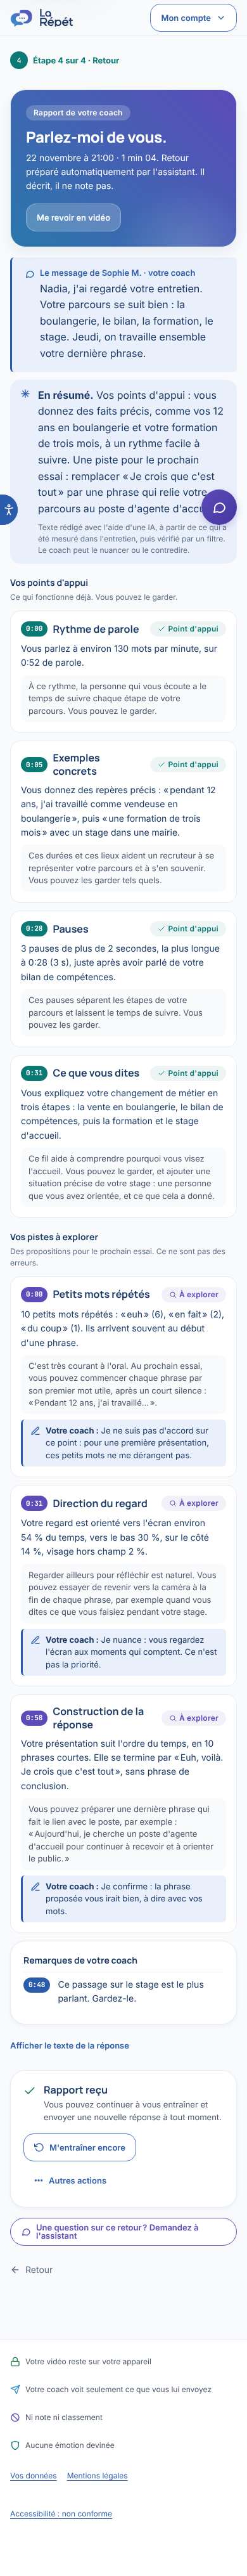 La
Répét
Mon compte
4
Étape 4 sur 4 · Retour
Rapport de votre coach
Parlez-moi de vous.
22 novembre à 21:00 · 1 min 04. Retour
préparé automatiquement par l'assistant. Il
décrit, il ne note pas.
Me revoir en vidéo
Le message de Sophie M. · votre coach
Nadia, j'ai regardé votre entretien.
Votre parcours se suit bien : la
boulangerie, le bilan, la formation, le
stage. Jeudi, on travaille ensemble
votre dernière phrase.
En résumé. Vos points d'appui : vous
donnez des faits précis, comme vos 12
ans en boulangerie et votre formation
de trois mois, à un rythme facile à
suivre. Une piste pour le prochain
essai : remplacer « Je crois que c'est
tout » par une phrase qui relie votre
parcours au poste d'agente
Texte rédigé avec l'aide d'une IA, à partir de ce qui a
été mesuré dans l'entretien, puis vérifié par un filtre.
Le coach peut le nuancer ou le contredire.
Vos points d'appui
Ce qui fonctionne déjà. Vous pouvez le garder.
0:00
Rythme de parole
Point d'appui
Vous parlez à environ 130 mots par minute, sur
0:52 de parole.
À ce rythme, la personne qui vous écoute a le
temps de suivre chaque étape de votre
parcours. Vous pouvez le garder.
0:05
Exemples
concrets
Point d'appui
Vous donnez des repères précis : « pendant 12
ans, j'ai travaillé comme vendeuse en
boulangerie », puis « une formation de trois
mois » avec un stage dans une mairie.
Ces durées et ces lieux aident un recruteur à se
représenter votre parcours et à s'en souvenir.
Vous pouvez les garder tels quels.
0:28
Pauses
Point d'appui
3 pauses de plus de 2 secondes, la plus longue
à 0:28 (3 s), juste après avoir parlé de votre
bilan de compétences.
Ces pauses séparent les étapes de votre
parcours et laissent le temps de suivre. Vous
pouvez les garder.
0:31
Ce que vous dites
Point d'appui
Vous expliquez votre changement de métier en
trois étapes : la vente en boulangerie, le bilan de
compétences, puis la formation et le stage
d'accueil.
Ce fil aide à comprendre pourquoi vous visez
l'accueil. Vous pouvez le garder, et ajouter une
situation précise de votre stage : une personne
que vous avez orientée, et ce que cela a donné.
Vos pistes à explorer
Des propositions pour le prochain essai. Ce ne sont pas des
erreurs.
0:00
Petits mots répétés
À explorer
10 petits mots répétés : « euh » (6), « en fait » (2),
« du coup » (1). Ils arrivent souvent au début
d'une phrase.
C'est très courant à l'oral. Au prochain essai,
vous pouvez commencer chaque phrase par
son premier mot utile, après un court silence :
« Pendant 12 ans, j'ai travaillé… ».
Votre coach : Je ne suis pas d'accord sur
ce point : pour une première présentation,
ces petits mots ne me dérangent pas.
0:31
Direction du regard
À explorer
Votre regard est orienté vers l'écran environ
54 % du temps, vers le bas 30 %, sur le côté
14 %, visage hors champ 2 %.
Regarder ailleurs pour réfléchir est naturel. Vous
pouvez essayer de revenir vers la caméra à la
fin de chaque phrase, par exemple quand vous
dites ce que vous faisiez pendant votre stage.
Votre coach : Je nuance : vous regardez
l'écran aux moments qui comptent. Ce n'est
pas la priorité.
0:58
Construction de la
réponse
À explorer
Votre présentation suit l'ordre du temps, en 10
phrases courtes. Elle se termine par « Euh, voilà.
Je crois que c'est tout », sans phrase de
conclusion.
Vous pouvez préparer une dernière phrase qui
fait le lien avec le poste, par exemple :
« Aujourd'hui, je cherche un poste d'agente
d'accueil pour continuer à recevoir et à orienter
le public. »
Votre coach : Je confirme : la phrase
proposée vous irait bien, à dire avec vos
mots.
Remarques de votre coach
0:48
Ce passage sur le stage est le plus
parlant. Gardez-le.
Afficher le texte de la réponse
Rapport reçu
Vous pouvez continuer à vous entraîner et
envoyer une nouvelle réponse à tout moment.
M'entraîner encore
Autres actions
Une question sur ce retour ? Demandez à
l'assistant
Retour
Votre vidéo reste sur votre appareil
Votre coach voit seulement ce que vous lui envoyez
Ni note ni classement
Aucune émotion devinée
Vos données
Mentions légales
Accessibilité : non conforme